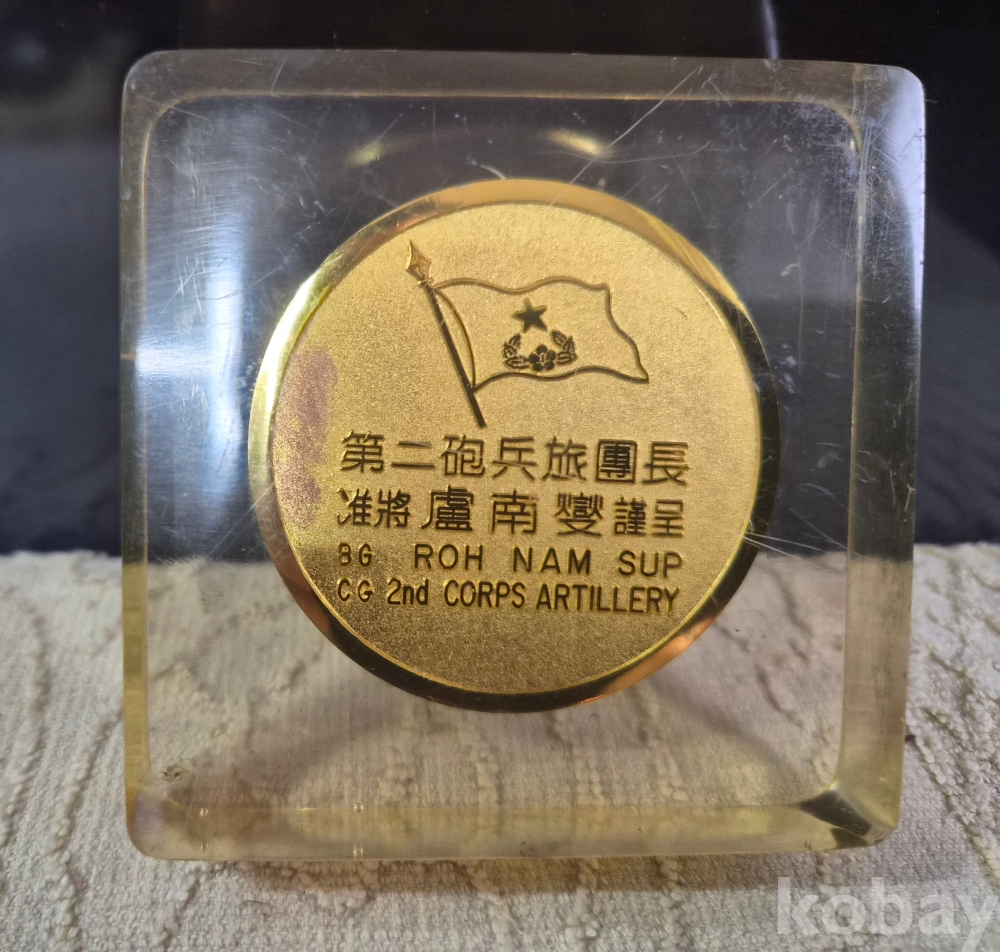 第二砲兵旅團長
准將 盧南燮 謹呈
BG ROH NAM SUP
CG 2nd CORPS ARTILLERY
kobay